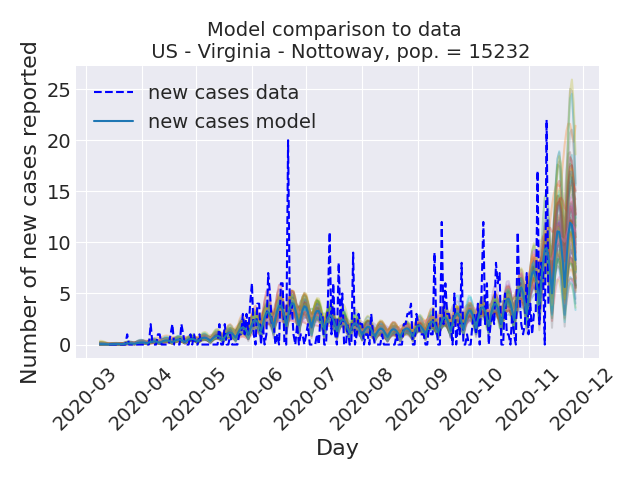 Model comparison to data
US - Virginia - Nottoway, pop. = 15232
Number of new cases reported
25
20
15
10
5
0
new cases data
new cases model
2020-03
2020-04
2020-05
2020-06
2020-07
2020-08
2020-09
2020-10
2020-11
2020-12
Day